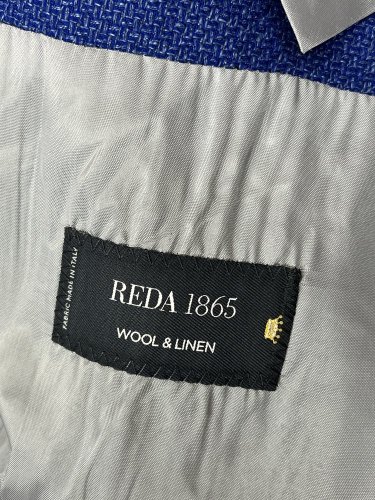 FABRIC MADE IN ITALY
REDA 1865
WOOL & LINEN